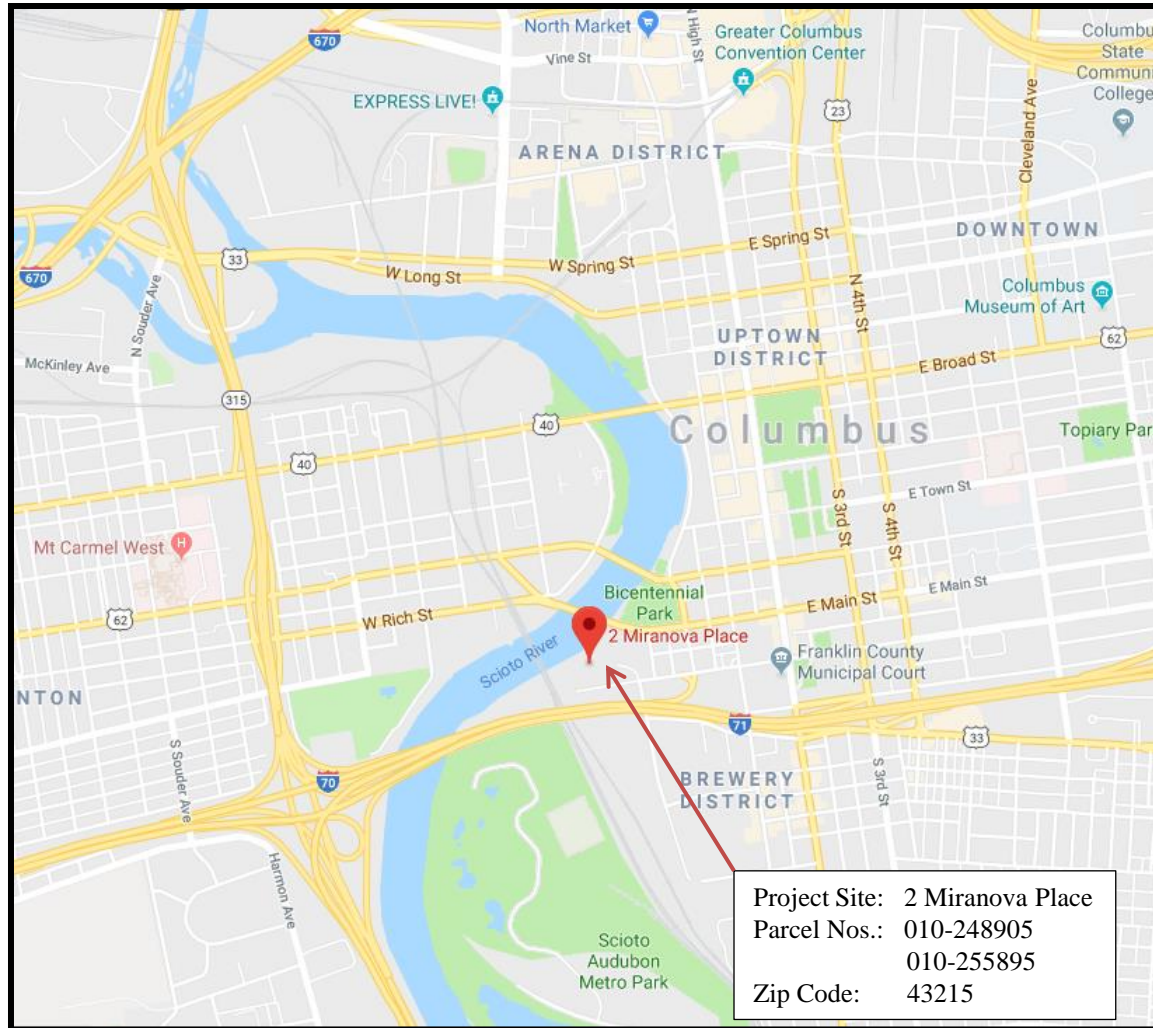 670
North Market
N High St
Greater Columbus
Convention Center
Columbu
State
Communi
College
Vine St
EXPRESS LIVE!
23
Cleveland Ave
ARENA DISTRICT
DOWNTOWN
E Spring St
33
W Spring St
W Long St
670
N Souder Ave
N 4th St
Columbus
Museum of Art
UPTOWN
DISTRICT
62
E Broad St
McKinley Ave
315
40
Columbus
Topiary Par
40
E Town St
S 3rd St
S 4th St
Mt Carmel West
H
E Main St
Bicentennial
Park
E Main St
62
W Rich St
2 Miranova Place
Scioto River
Franklin County
Municipal Court
NTON
71
33
S Souder Ave
70
S 3rd St
BREWERY
DISTRICT
Harmon Ave
Scioto
Audubon
Metro Park
Project Site: 2 Miranova Place
Parcel Nos.: 010-248905
010-255895
Zip Code: 43215